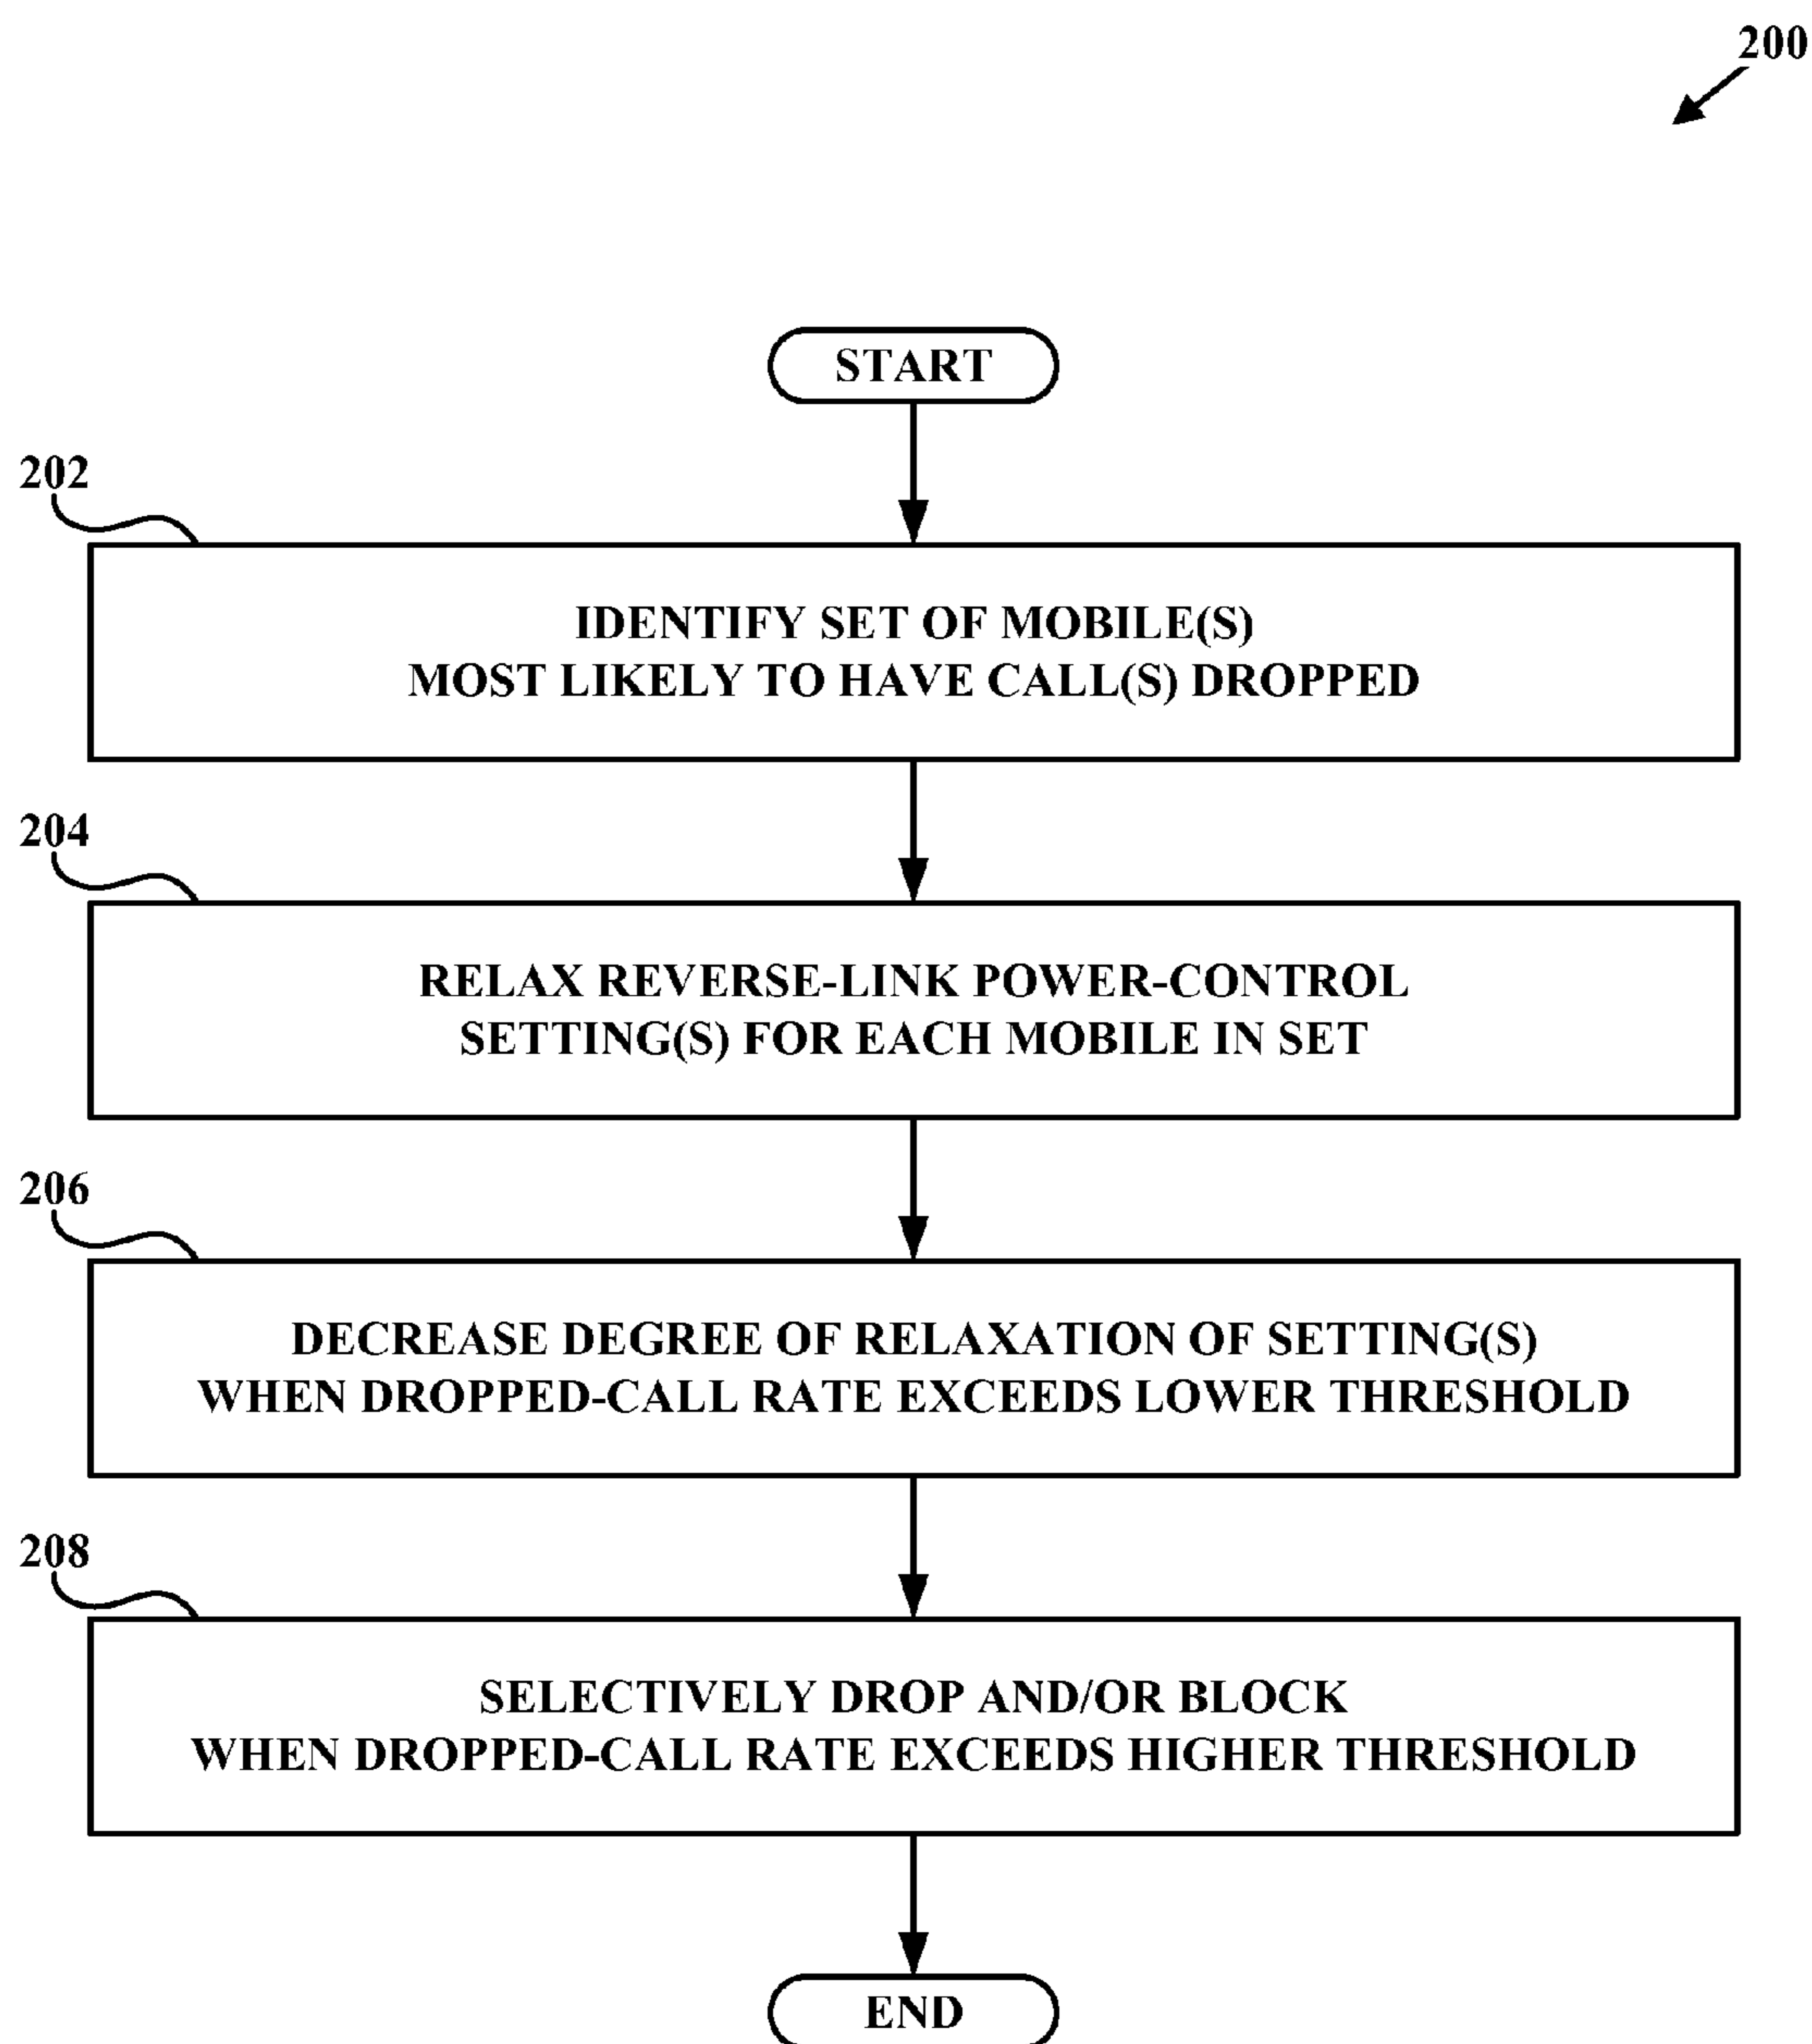 200
START
202
IDENTIFY SET OF MOBILE(S)
MOST LIKELY TO HAVE CALL(S) DROPPED
204
RELAX REVERSE-LINK POWER-CONTROL
SETTING(S) FOR EACH MOBILE IN SET
206
DECREASE DEGREE OF RELAXATION OF SETTING(S)
WHEN DROPPED-CALL RATE EXCEEDS LOWER THRESHOLD
208
SELECTIVELY DROP AND/OR BLOCK
WHEN DROPPED-CALL RATE EXCEEDS HIGHER THRESHOLD
END